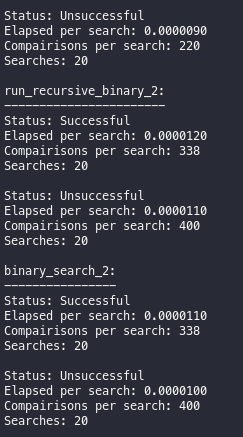 Status: Unsuccessful
Elapsed per search: 0.0000090
Compairisons per search: 220
Searches: 20
run_recursive_binary_2:
-----------------------
Status: Successful
Elapsed per search: 0.0000120
Compairisons per search: 338
Searches: 20
Status: Unsuccessful
Elapsed per search: 0.0000110
Compairisons per search: 400
Searches: 20
binary_search_2:
----------------
Status: Successful
Elapsed per search: 0.0000110
Compairisons per search: 338
Searches: 20
Status: Unsuccessful
Elapsed per search: 0.0000100
Compairisons per search: 400
Searches: 20